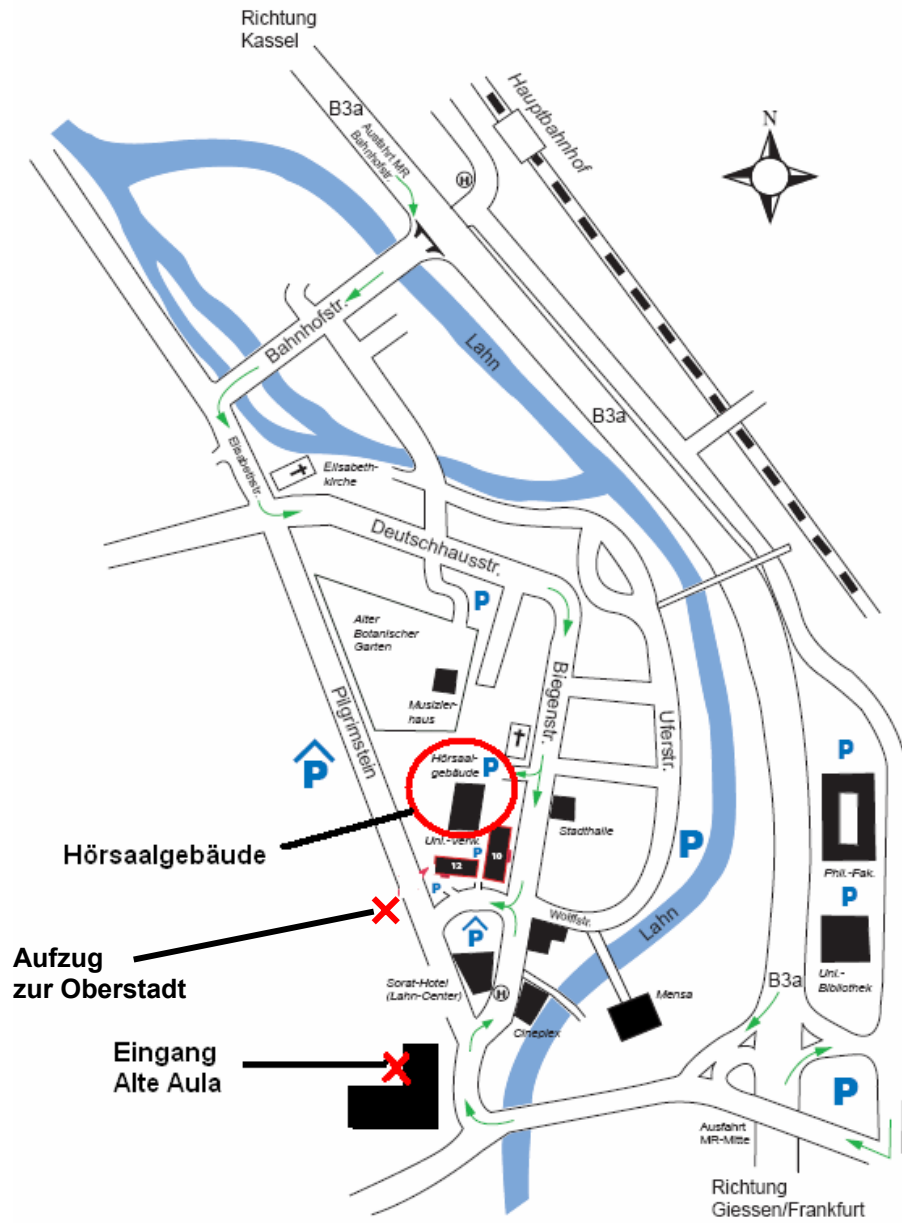 Richtung
Kassel
B3a
Ausfahrt MR
Bahnhofstr.
Hauptbahnhof
N
H
Bahnhofstr.
Lahn
B3a
Elisabethstr.
Elisabeth-
kirche
Deutschhausstr.
P
Alter
Botanischer
Garten
Musizier-
haus
Biegenstr.
Uferstr.
Pilgrimstein
P
Hörsaal-
gebäude
P
P
Stadthalle
Hörsaalgebäude
Uni.-Verw.
P
10
12
P
P
Phil.-Fak.
P
Wolffstr.
Lahn
P
Aufzug
zur Oberstadt
Sorat-Hotel
(Lahn-Center)
H
Cineplex
Mensa
Uni.-
Bibliothek
B3a
Eingang
Alte Aula
P
Ausfahrt
MR-Mitte
Richtung
Giessen/Frankfurt